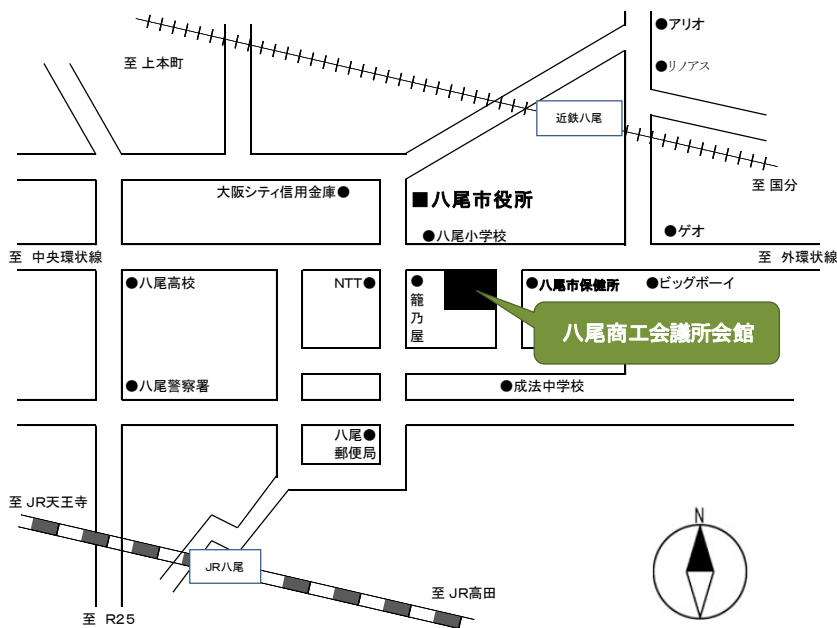 ●アリオ
至 上本町
●リノアス
近鉄八尾
至 国分
大阪シティ信用金庫●
■八尾市役所
●八尾小学校
●ゲオ
至 中央環状線
至 外環状線
●八尾高校
NTT●
●籠乃屋
●八尾市保健所
●ビッグボーイ
八尾商工会議所会館
●八尾警察署
●成法中学校
八尾●
郵便局
至 JR天王寺
N
JR八尾
至 JR高田
至 R25